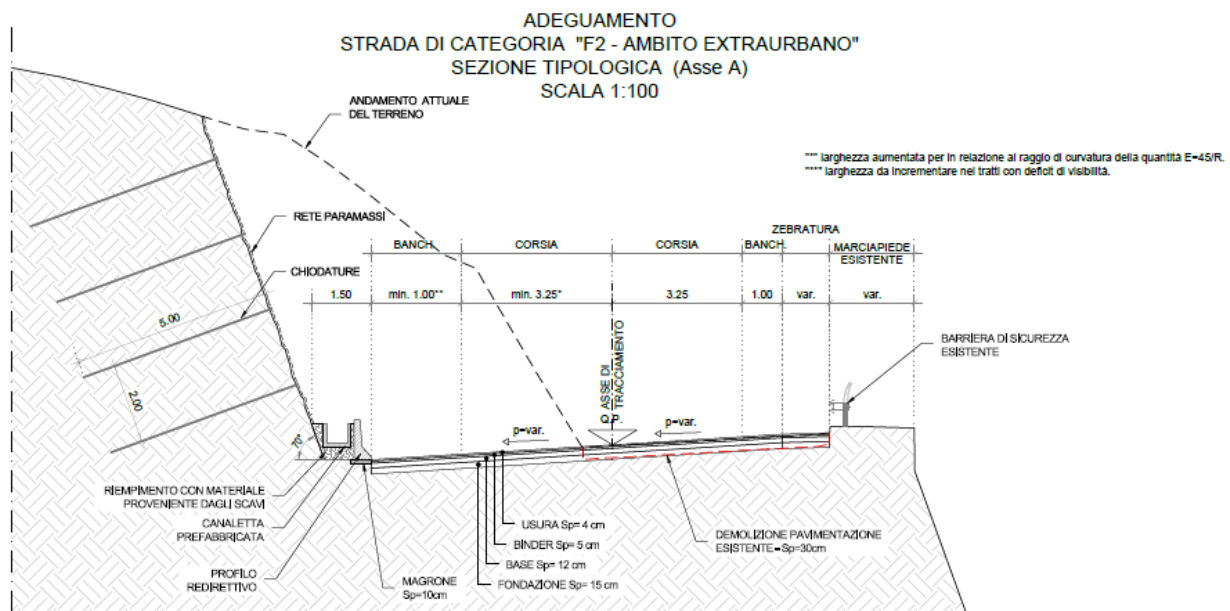 ADEGUAMENTO
STRADA DI CATEGORIA "F2 - AMBITO EXTRAURBANO"
SEZIONE TIPOLOGICA (Asse A)
SCALA 1:100
ANDAMENTO ATTUALE
DEL TERRENO
"*** larghezza aumentata per in relazione al raggio di curvatura della quantità E=45/R.
"**** larghezza da incrementare nei tratti con deficit di visibilità.
RETE PARAMASSI
CHIODATURE
ZEBRATURA
BANCH.
CORSIA
CORSIA
BANCH.
MARCIAPIEDE
ESISTENTE
1.50
min. 1.00**
min. 3.25*
3.25
1.00
var.
var.
5.00
2.00
70°
ASSE DI
TRACCIAMENTO
Q.P.
p=var.
p=var.
BARRIERA DI SICUREZZA
ESISTENTE
RIEMPIMENTO CON MATERIALE
PROVENIENTE DAGLI SCAVI
CANALETTA
PREFABBRICATA
PROFILO
REDIRETTIVO
MAGRONE
Sp=10cm
USURA Sp= 4 cm
BINDER Sp= 5 cm
BASE Sp= 12 cm
FONDAZIONE Sp= 15 cm
DEMOLIZIONE PAVIMENTAZIONE
ESISTENTE=Sp=30cm